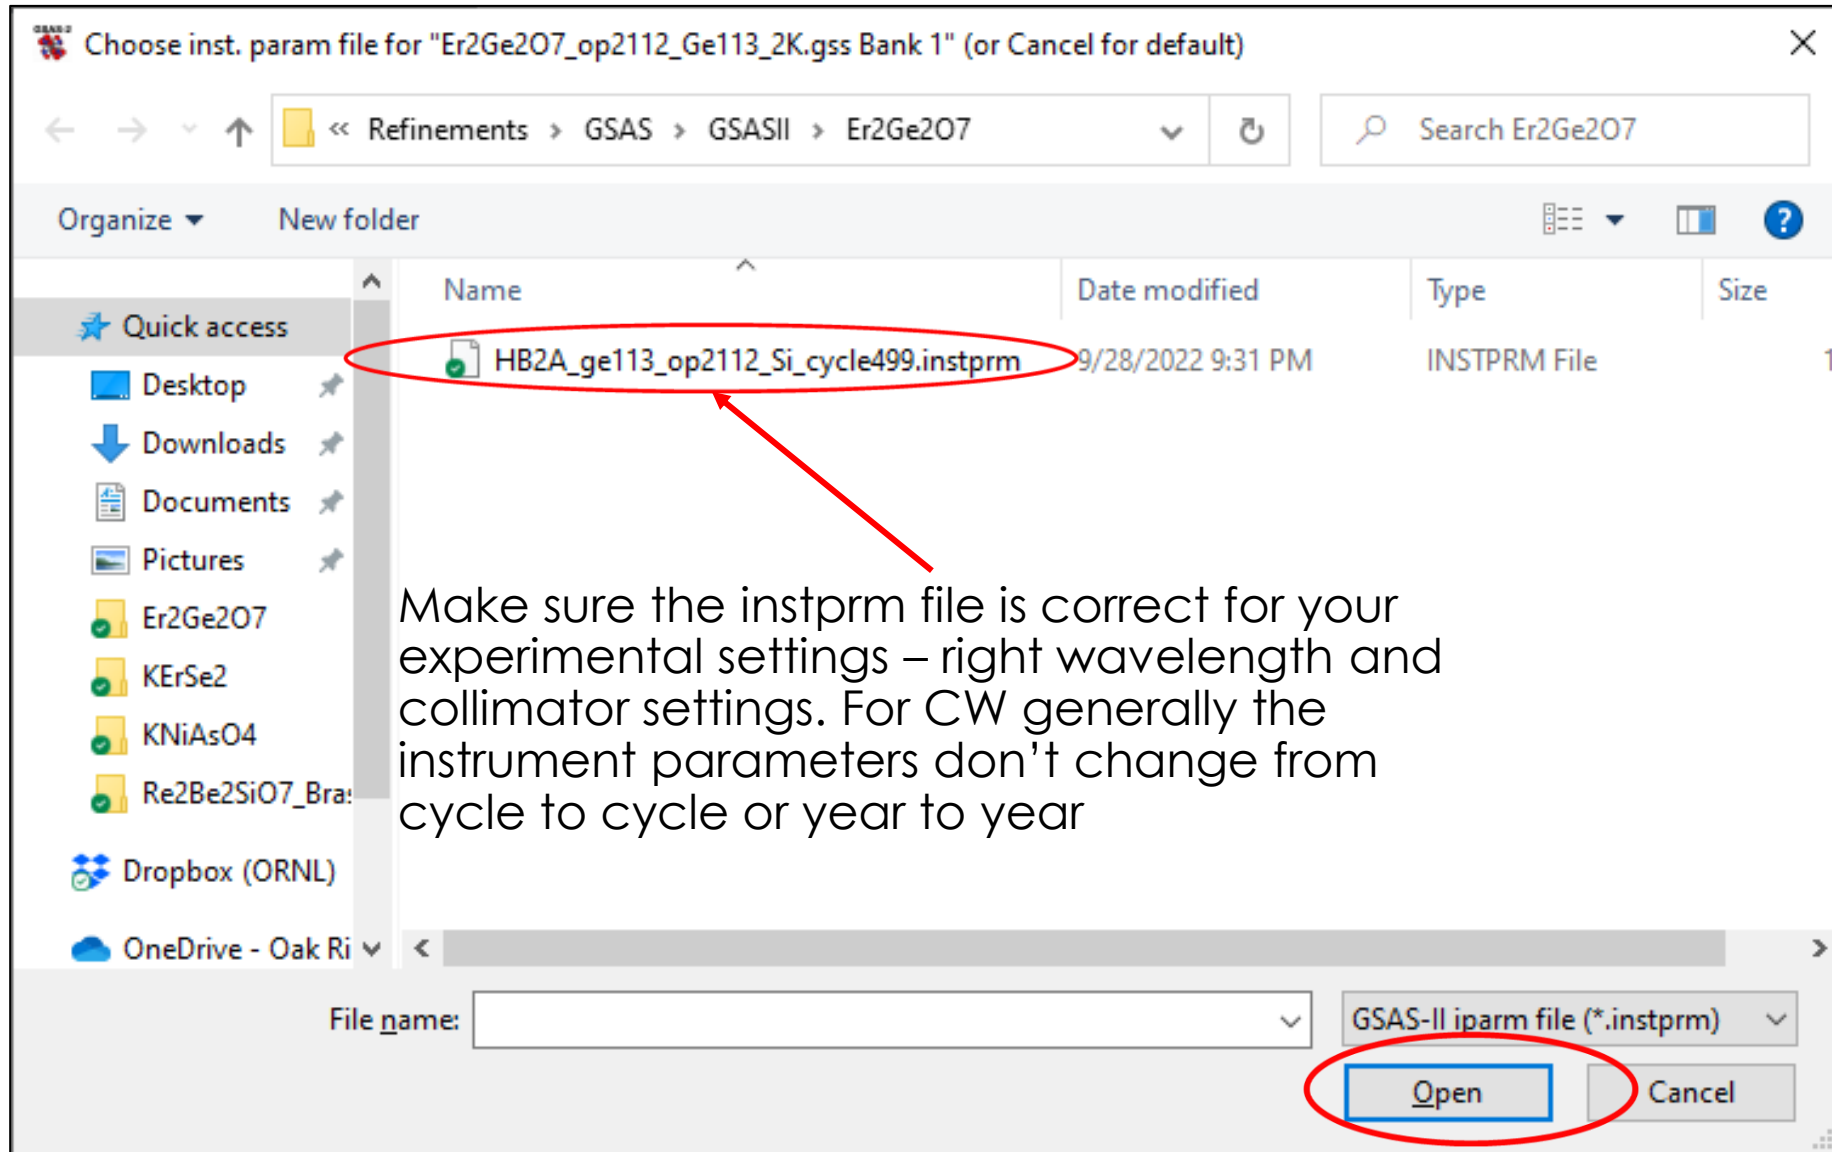 Choose inst. param file for "Er2Ge2O7_op2112_Ge113_2K.gss Bank 1" (or Cancel for default)
« Refinements > GSAS > GSASII > Er2Ge2O7
Search Er2Ge2O7
Organize
New folder
Name
Date modified
Type
Size
Quick access
HB2A_ge113_op2112_Si_cycle499.instprm
9/28/2022 9:31 PM
INSTPRM File
1
Desktop
Downloads
Documents
Pictures
Er2Ge2O7
KErSe2
KNiAsO4
Re2Be2SiO7_Bra
Dropbox (ORNL)
OneDrive - Oak Ri
Make sure the instprm file is correct for your
experimental settings – right wavelength and
collimator settings. For CW generally the
instrument parameters don’t change from
cycle to cycle or year to year
File name:
GSAS-II iparm file (*.instprm)
Open
Cancel